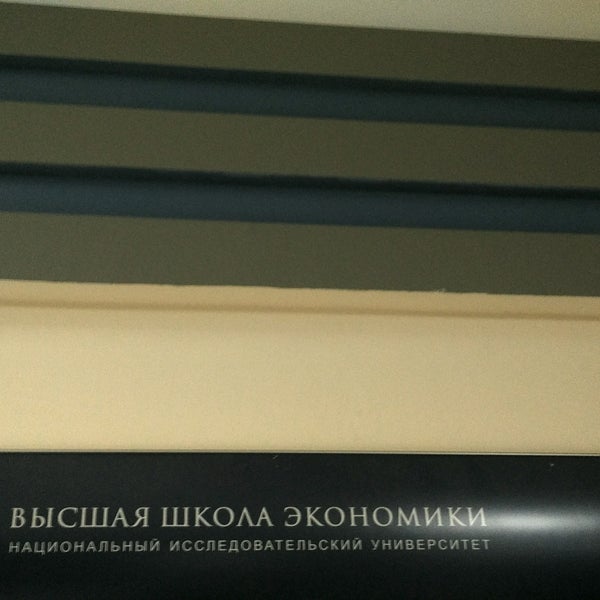 ВЫСШАЯ ШКОЛА ЭКОНОМИКИ
НАЦИОНАЛЬНЫЙ ИССЛЕДОВАТЕЛЬСКИЙ УНИВЕРСИТЕТ